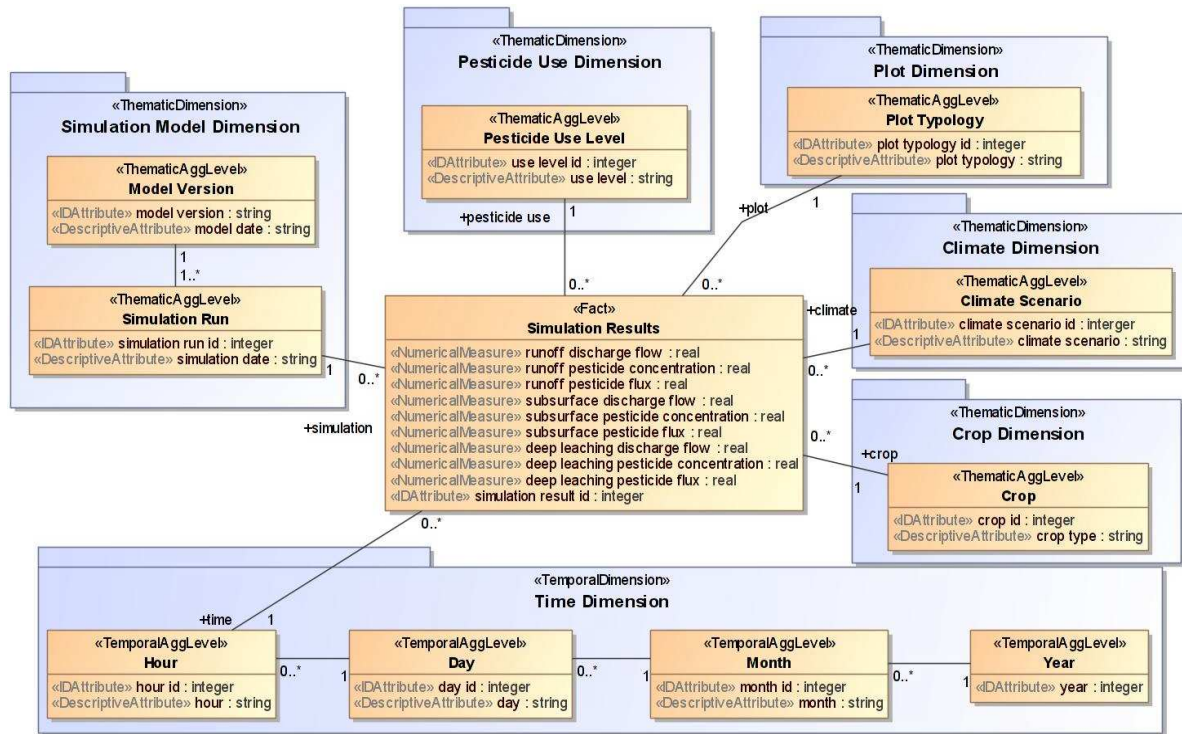 «ThematicDimension»
Simulation Model Dimension
«ThematicAggLevel»
Model Version
«IDAttribute» model version : string
«DescriptiveAttribute» model date : string
1
1..*
«ThematicAggLevel»
Simulation Run
«IDAttribute» simulation run id : integer
«DescriptiveAttribute» simulation date : string
1
0..*
+simulation
«ThematicDimension»
Pesticide Use Dimension
«ThematicAggLevel»
Pesticide Use Level
«IDAttribute» use level id : integer
«DescriptiveAttribute» use level : string
+pesticide use
1
0..*
«ThematicDimension»
Plot Dimension
«ThematicAggLevel»
Plot Typology
«IDAttribute» plot typology id : integer
«DescriptiveAttribute» plot typology : string
+plot
1
0..*
«ThematicDimension»
Climate Dimension
«ThematicAggLevel»
Climate Scenario
«IDAttribute» climate scenario id : interger
«DescriptiveAttribute» climate scenario : string
+climate
1
0..*
«Fact»
Simulation Results
«NumericalMeasure» runoff discharge flow : real
«NumericalMeasure» runoff pesticide concentration : real
«NumericalMeasure» runoff pesticide flux : real
«NumericalMeasure» subsurface discharge flow : real
«NumericalMeasure» subsurface pesticide concentration : real
«NumericalMeasure» subsurface pesticide flux : real
«NumericalMeasure» deep leaching discharge flow : real
«NumericalMeasure» deep leaching pesticide concentration : real
«NumericalMeasure» deep leaching pesticide flux : real
«IDAttribute» simulation result id : integer
«ThematicDimension»
Crop Dimension
«ThematicAggLevel»
Crop
«IDAttribute» crop id : integer
«DescriptiveAttribute» crop type : string
0..*
+crop
1
0..*
«TemporalDimension»
Time Dimension
+time
1
«TemporalAggLevel»
Hour
«IDAttribute» hour id : integer
«DescriptiveAttribute» hour : string
0..*
1
«TemporalAggLevel»
Day
«IDAttribute» day id : integer
«DescriptiveAttribute» day : string
0..*
1
«TemporalAggLevel»
Month
«IDAttribute» month id : integer
«DescriptiveAttribute» month : string
0..*
1
«TemporalAggLevel»
Year
«IDAttribute» year : integer